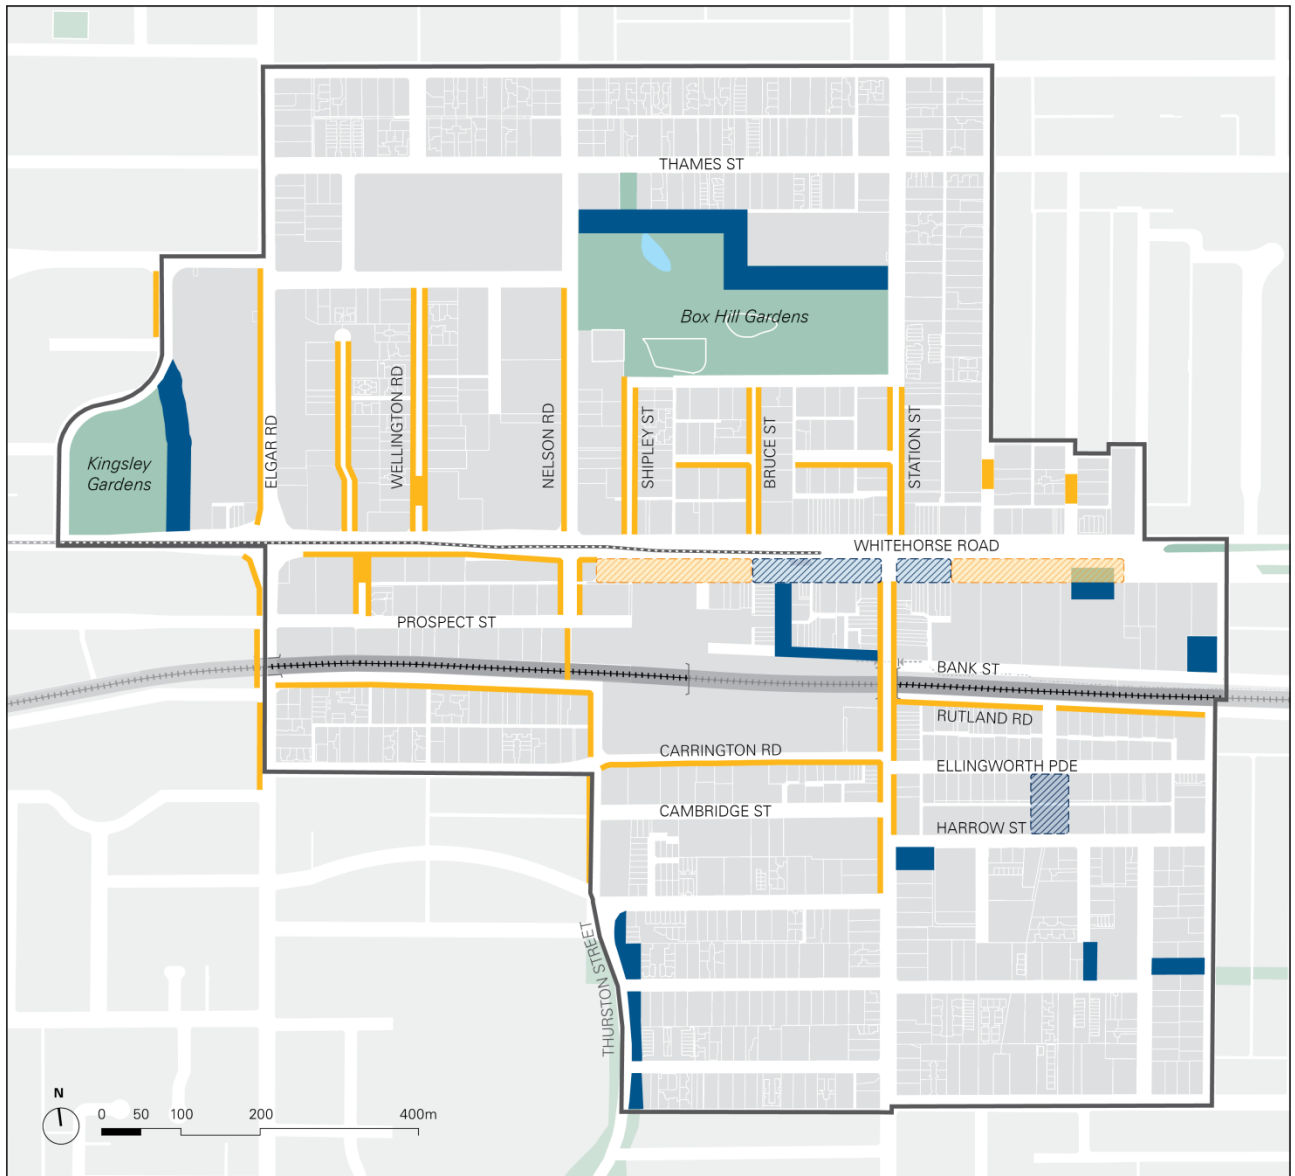 THAMES ST
Box Hill Gardens
Kingsley
Gardens
ELGAR RD
WELLINGTON RD
NELSON RD
SHIPLEY ST
BRUCE ST
STATION ST
WHITEHORSE ROAD
PROSPECT ST
BANK ST
RUTLAND RD
CARRINGTON RD
ELLINGWORTH PDE
CAMBRIDGE ST
HARROW ST
THURSTON STREET
N
0 50 100 200 400m